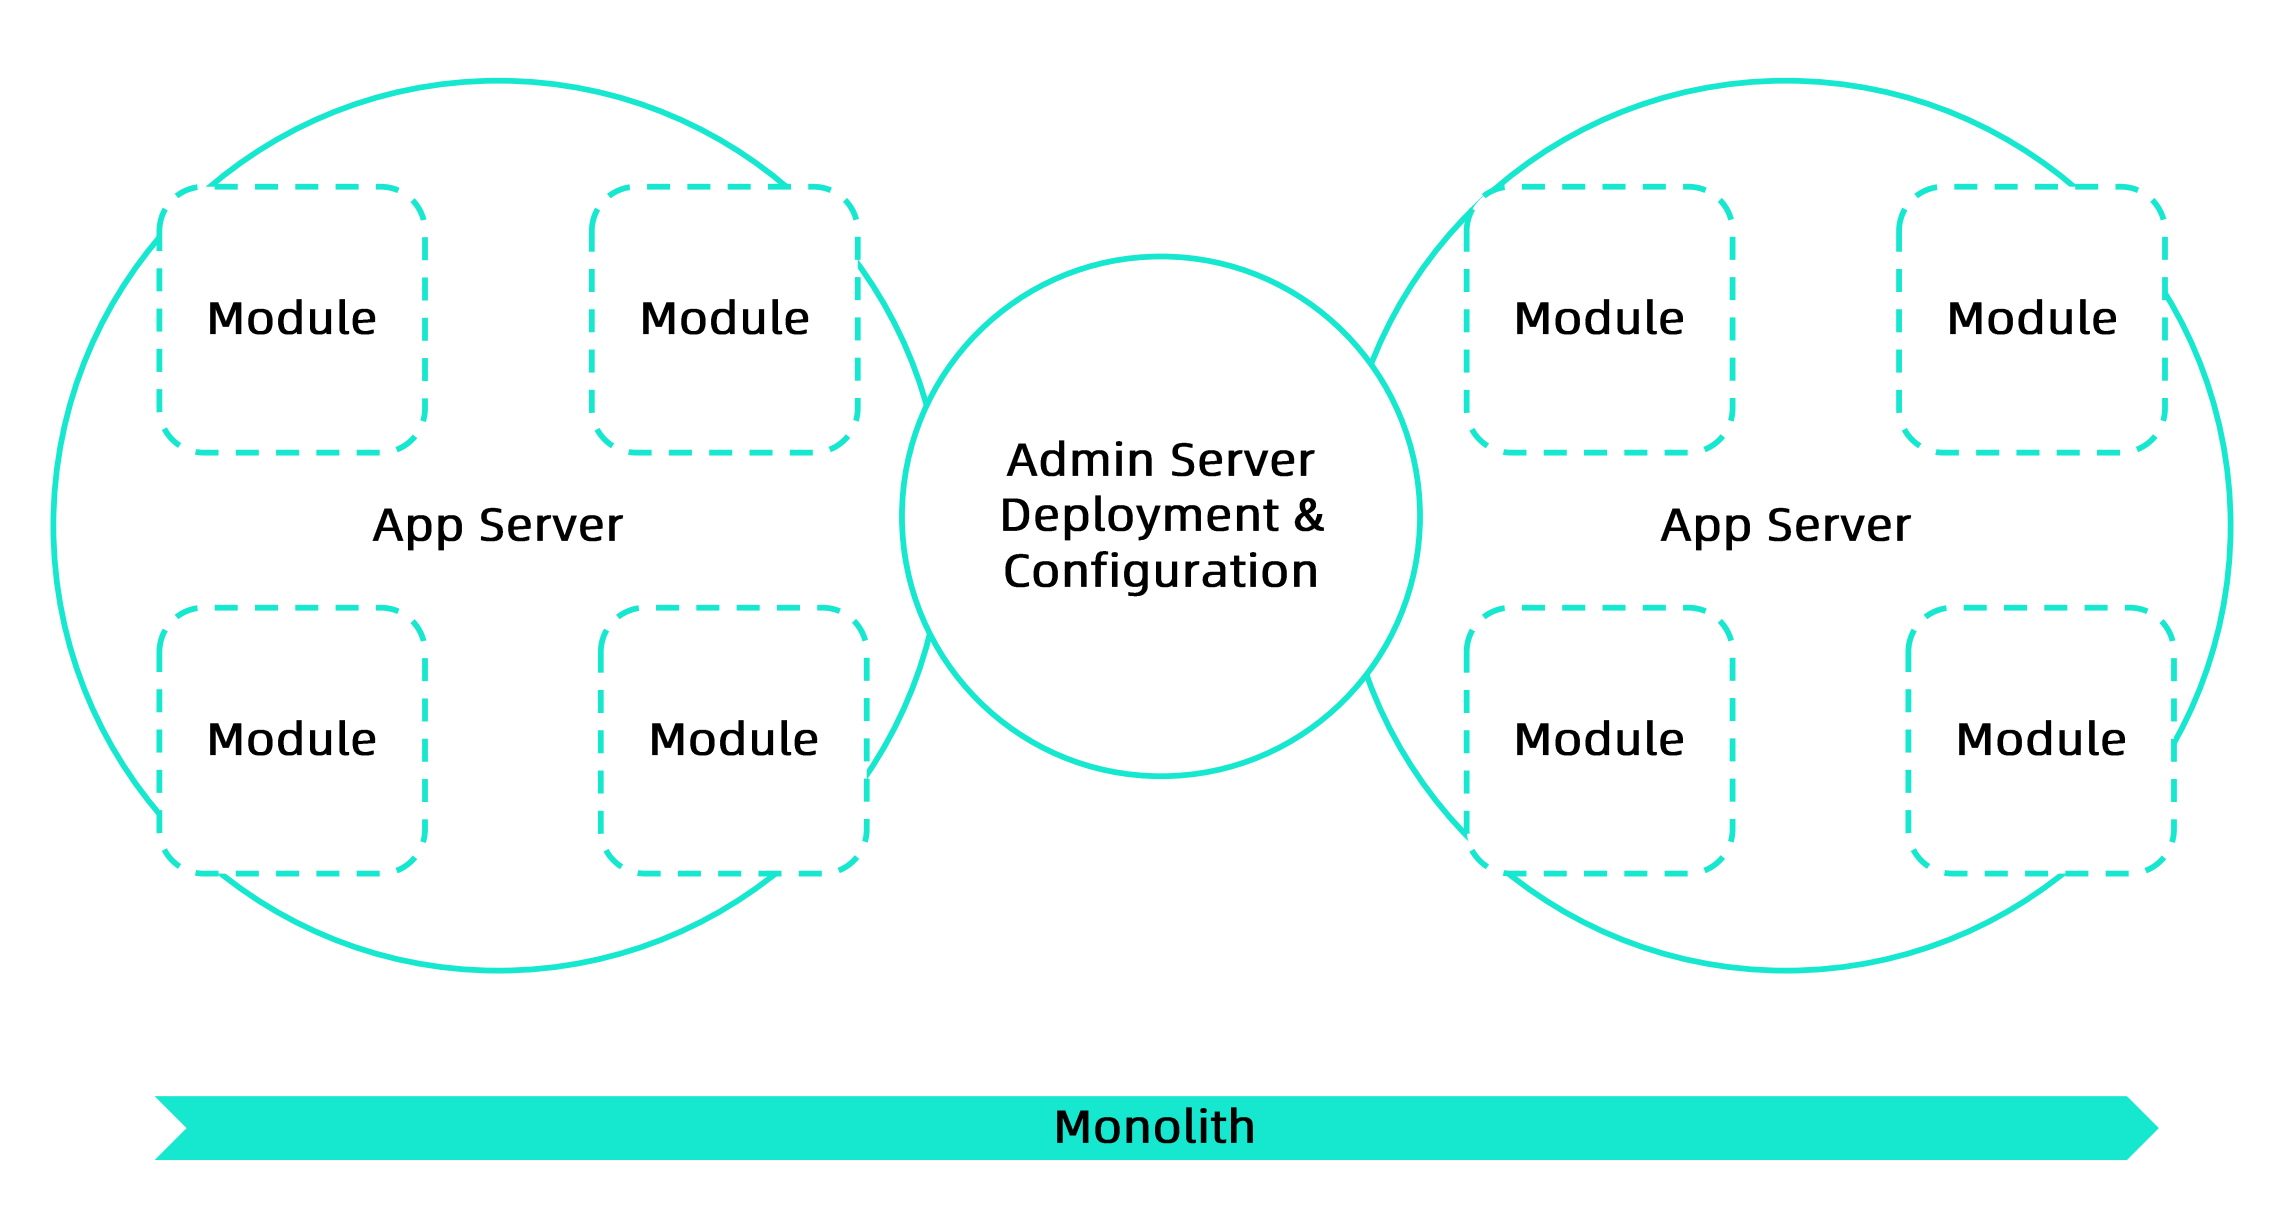 Module
Module
App Server
Module
Module
Admin Server
Deployment &
Configuration
Module
Module
App Server
Module
Module
Monolith